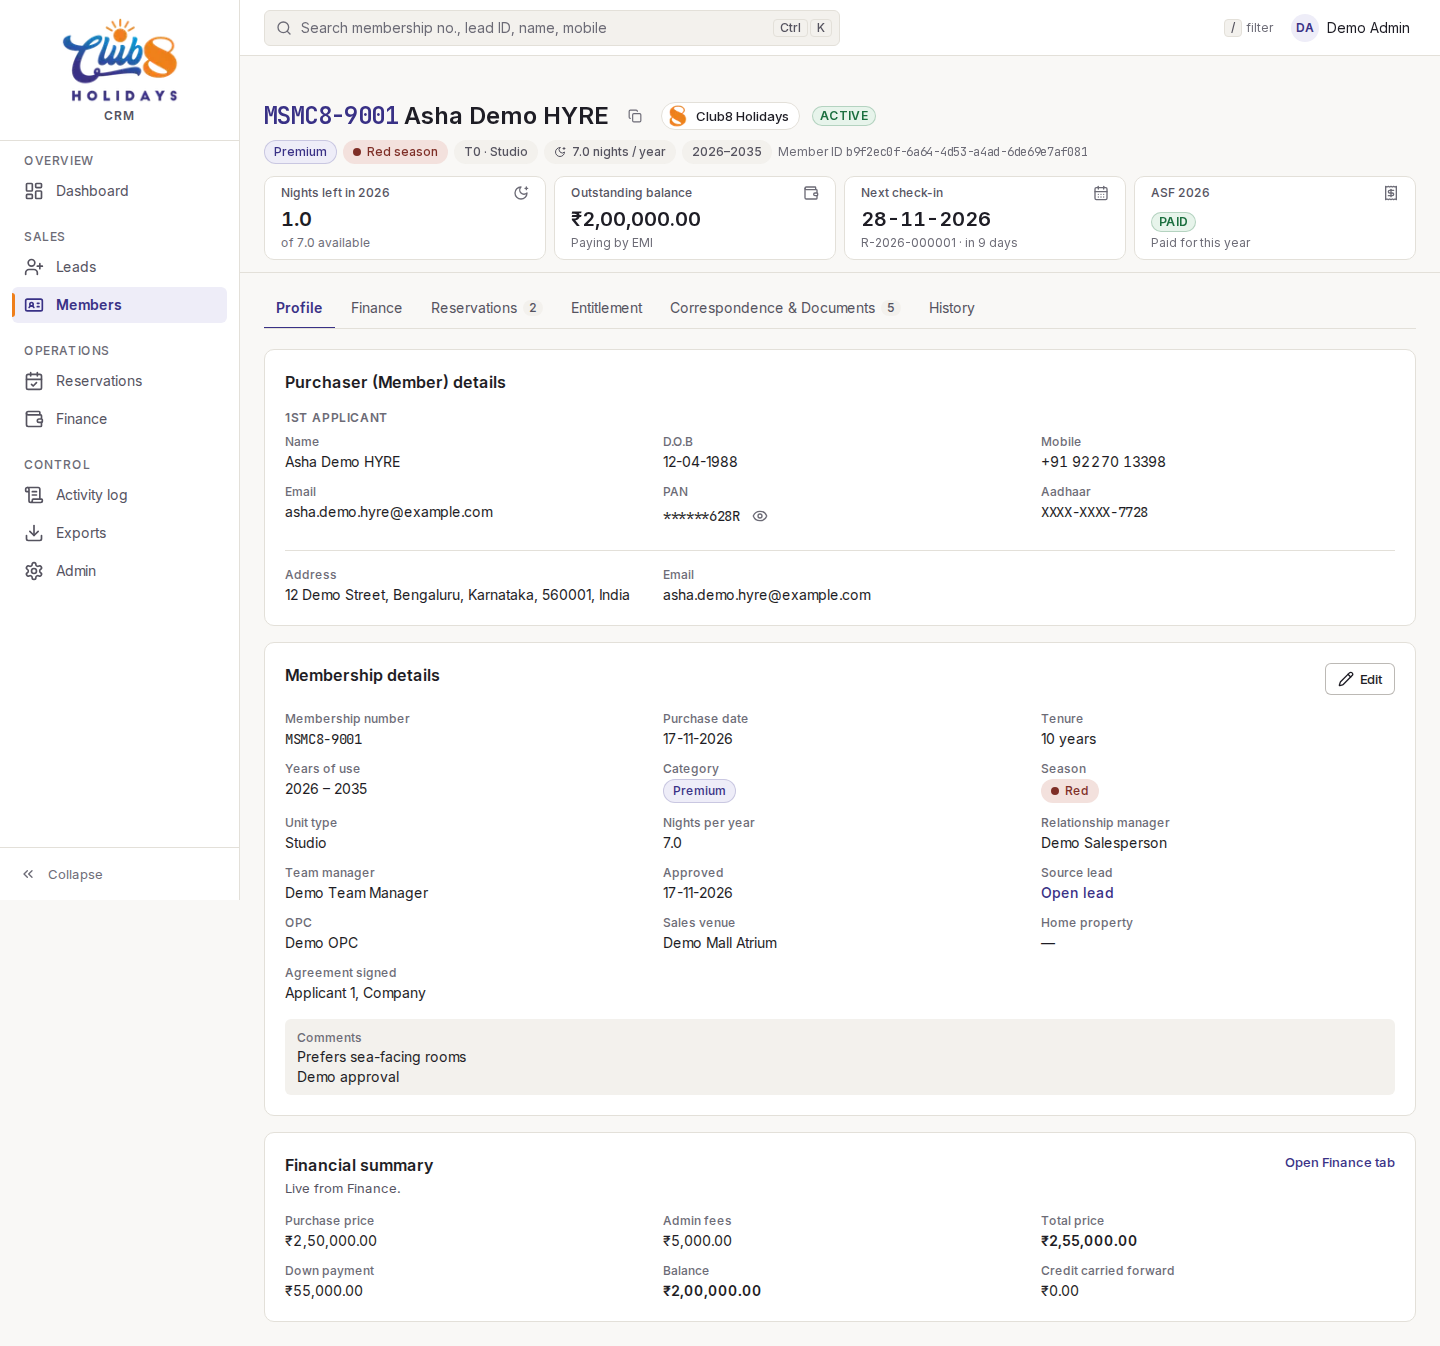 Club8
HOLIDAYS
CRM
OVERVIEW
Dashboard
SALES
Leads
Members
OPERATIONS
Reservations
Finance
CONTROL
Activity log
Exports
Admin
Collapse
Search membership no., lead ID, name, mobile Ctrl K
/ filter DA Demo Admin
MSMC8-9001 Asha Demo HYRE Club8 Holidays ACTIVE
Premium Red season T0 · Studio 7.0 nights / year 2026–2035 Member ID b9f2ec0f-6a64-4d53-a4ad-6de69e7af081
Nights left in 2026
1.0
of 7.0 available
Outstanding balance
₹2,00,000.00
Paying by EMI
Next check-in
28-11-2026
R-2026-000001 · in 9 days
ASF 2026
PAID
Paid for this year
Profile Finance Reservations 2 Entitlement Correspondence & Documents 5 History
Purchaser (Member) details
1ST APPLICANT
Name D.O.B Mobile
Asha Demo HYRE 12-04-1988 +91 92270 13398
Email PAN Aadhaar
asha.demo.hyre@example.com ******628R XXXX-XXXX-7728
Address Email
12 Demo Street, Bengaluru, Karnataka, 560001, India asha.demo.hyre@example.com
Membership details Edit
Membership number Purchase date Tenure
MSMC8-9001 17-11-2026 10 years
Years of use Category Season
2026 – 2035 Premium Red
Unit type Nights per year Relationship manager
Studio 7.0 Demo Salesperson
Team manager Approved Source lead
Demo Team Manager 17-11-2026 Open lead
OPC Sales venue Home property
Demo OPC Demo Mall Atrium —
Agreement signed
Applicant 1, Company
Comments
Prefers sea-facing rooms
Demo approval
Financial summary Open Finance tab
Live from Finance.
Purchase price Admin fees Total price
₹2,50,000.00 ₹5,000.00 ₹2,55,000.00
Down payment Balance Credit carried forward
₹55,000.00 ₹2,00,000.00 ₹0.00